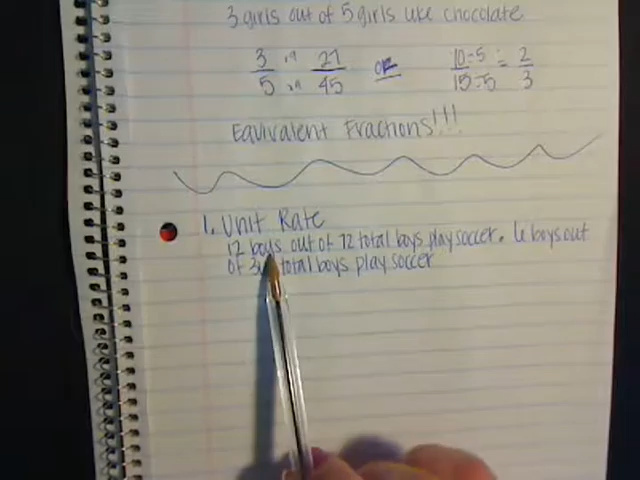 3 girls out of 5 girls like chocolate
3/5 ·9 ·9 27/45 OR 10÷5/15÷5 = 2/3
Equivalent Fractions!!!
1. Unit Rate
12 boys out of 72 total boys play soccer. 6 boys out
of total boys play soccer